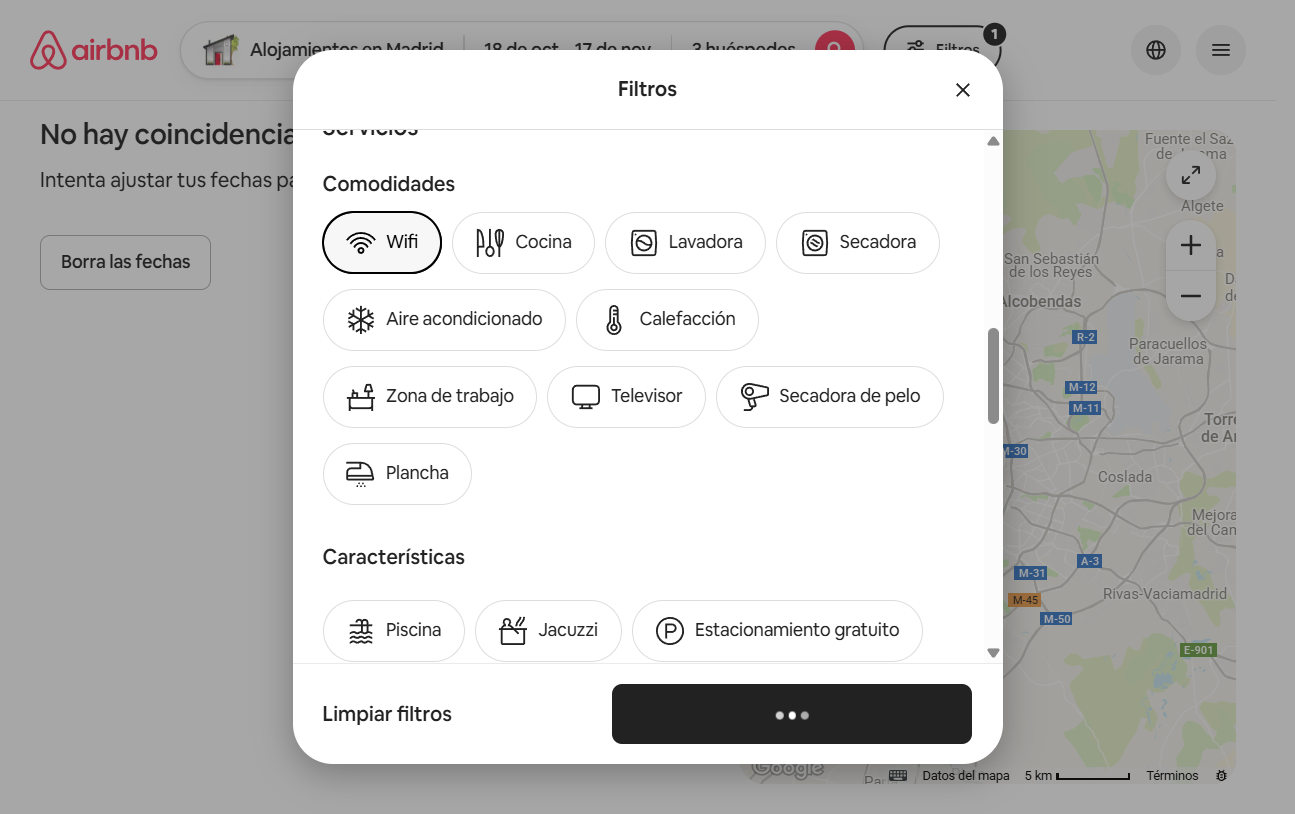 airbnb
Alojamientos en Madrid
18 de oct. - 17 de nov.
3 huéspedes
Filtros
1
No hay coincidencia
Intenta ajustar tus fechas pa
Borra las fechas
Filtros
Servicios
Comodidades
Wifi
Cocina
Lavadora
Secadora
Aire acondicionado
Calefacción
Zona de trabajo
Televisor
Secadora de pelo
Plancha
Características
Piscina
Jacuzzi
Estacionamiento gratuito
Limpiar filtros
Fuente el Saz
de Jarama
Algete
San Sebastián
de los Reyes
Alcobendas
R-2
Paracuellos
de Jarama
M-12
M-11
Torre
de Ar
M-30
Coslada
Mejora
del Cam
A-3
M-31
M-45
Rivas-Vaciamadrid
M-50
E-901
Google
Datos del mapa
5 km
Términos